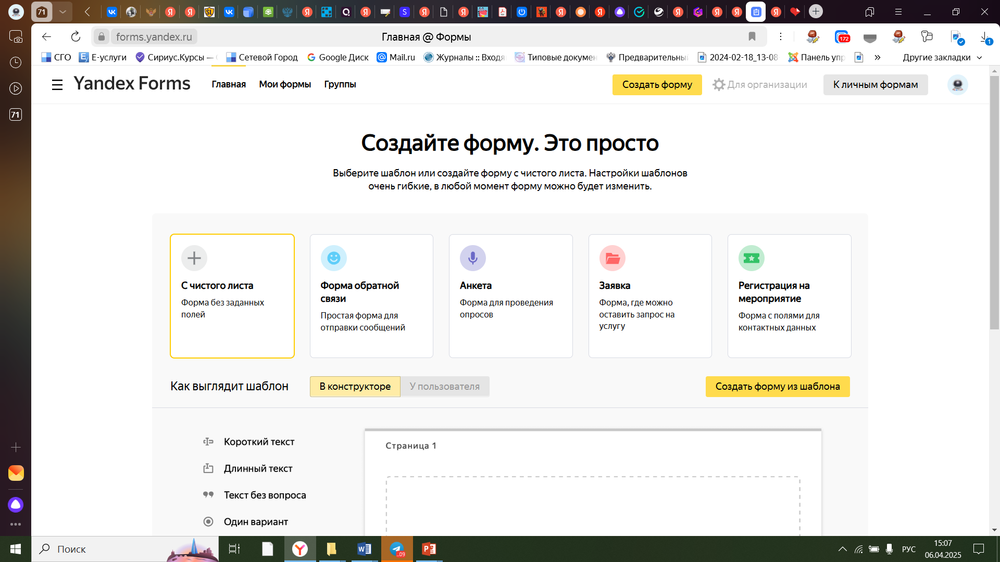 71
forms.yandex.ru
Главная @ Формы
172
1
СГО
Е-услуги
Сириус.Курсы —
Сетевой Город
Google Диск
Mail.ru
Журналы :: Входя
Типовые докумен
Предварительны
2024-02-18_13-08
Панель упр
»
Другие закладки
71
Yandex Forms
Главная
Мои формы
Группы
Создать форму
Для организации
К личным формам
Создайте форму. Это просто
Выберите шаблон или создайте форму с чистого листа. Настройки шаблонов
очень гибкие, в любой момент форму можно будет изменить.
С чистого листа
Форма без заданных
полей
Форма обратной
связи
Простая форма для
отправки сообщений
Анкета
Форма для проведения
опросов
Заявка
Форма, где можно
оставить запрос на
услугу
Регистрация на
мероприятие
Форма с полями для
контактных данных
Как выглядит шаблон
В конструкторе
У пользователя
Создать форму из шаблона
Короткий текст
Длинный текст
Текст без вопроса
Один вариант
Страница 1
Поиск
РУС
15:07
06.04.2025